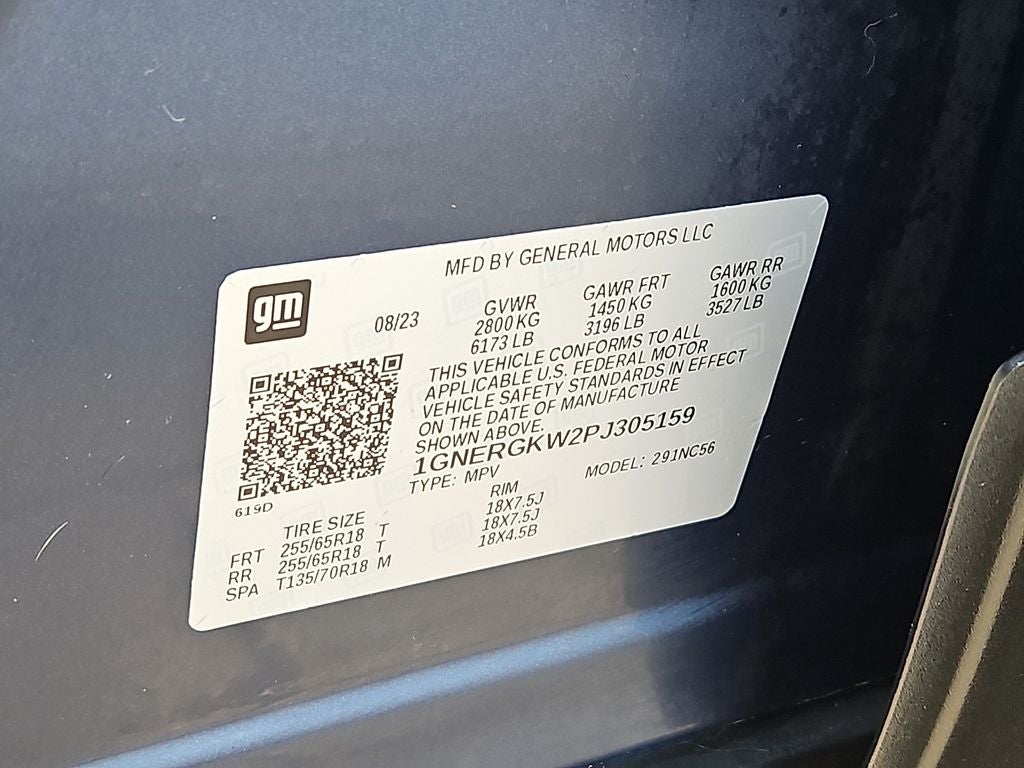 gm
MFD BY GENERAL MOTORS LLC
08/23
GVWR GAWR FRT GAWR RR
2800 KG 1450 KG 1600 KG
6173 LB 3196 LB 3527 LB
THIS VEHICLE CONFORMS TO ALL
APPLICABLE U.S. FEDERAL MOTOR
VEHICLE SAFETY STANDARDS IN EFFECT
ON THE DATE OF MANUFACTURE
SHOWN ABOVE.
1GNERGKW2PJ305159
TYPE: MPV MODEL: 291NC56
619D
TIRE SIZE RIM
FRT 255/65R18 T 18X7.5J
RR 255/65R18 T 18X7.5J
SPA T135/70R18 M 18X4.5B